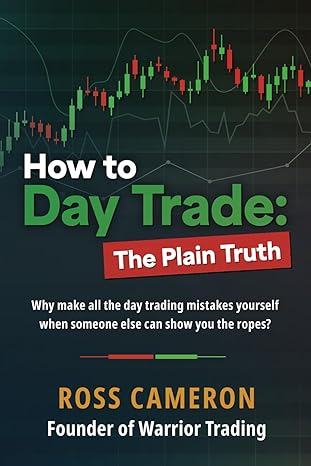 How to
Day Trade:
The Plain Truth
Why make all the day trading mistakes yourself
when someone else can show you the ropes?
ROSS CAMERON
Founder of Warrior Trading